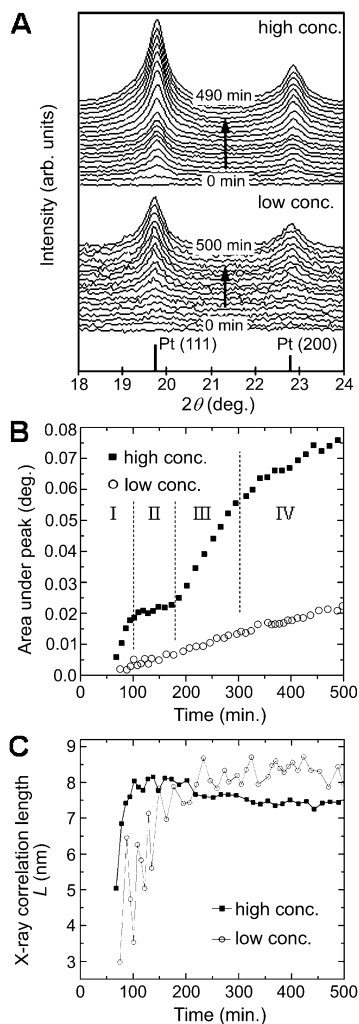 A
high conc.
490 min
0 min
low conc.
500 min
0 min
Pt (111)
Pt (200)
Intensity (arb. units)
18 19 20 21 22 23 24
2θ (deg.)
B
0.08
0.07
0.06
0.05
0.04
0.03
0.02
0.01
0.0
high conc.
low conc.
I II III IV
Area under peak (deg.)
0 100 200 300 400 500
Time (min.)
C
9
8
7
6
5
4
3
X-ray correlation length
L (nm)
high conc.
low conc.
0 100 200 300 400 500
Time (min.)